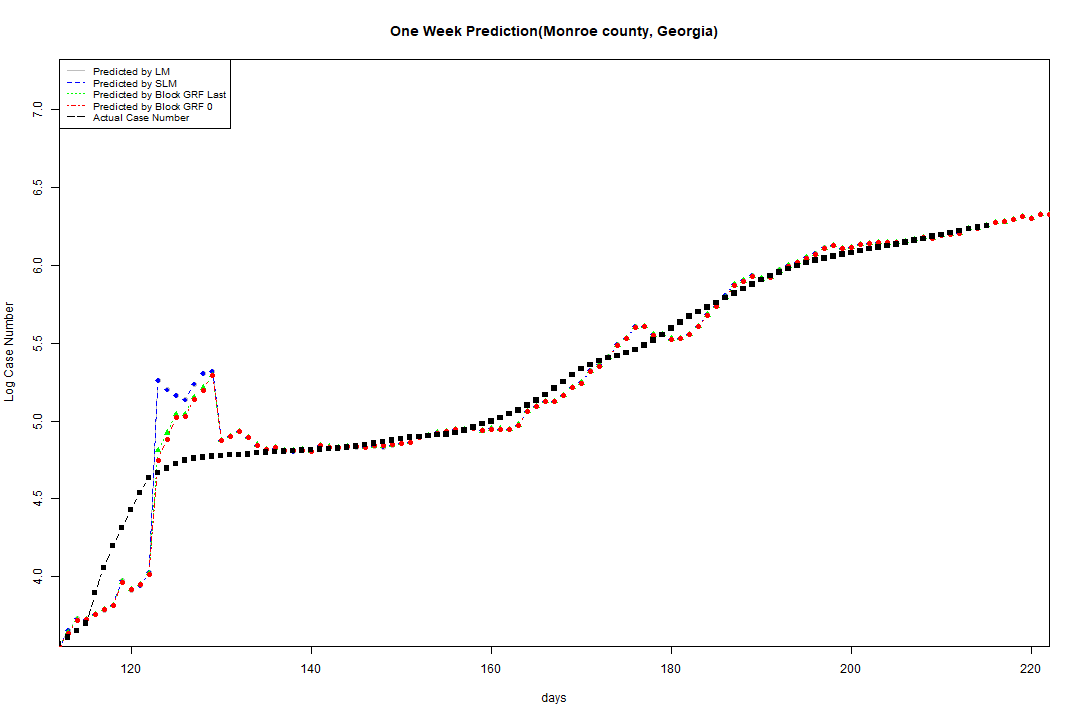 One Week Prediction(Monroe county, Georgia)
Predicted by LM
Predicted by SLM
Predicted by Block GRF Last
Predicted by Block GRF 0
Actual Case Number
7.0
6.5
6.0
5.5
5.0
4.5
4.0
Log Case Number
120 140 160 180 200 220
days